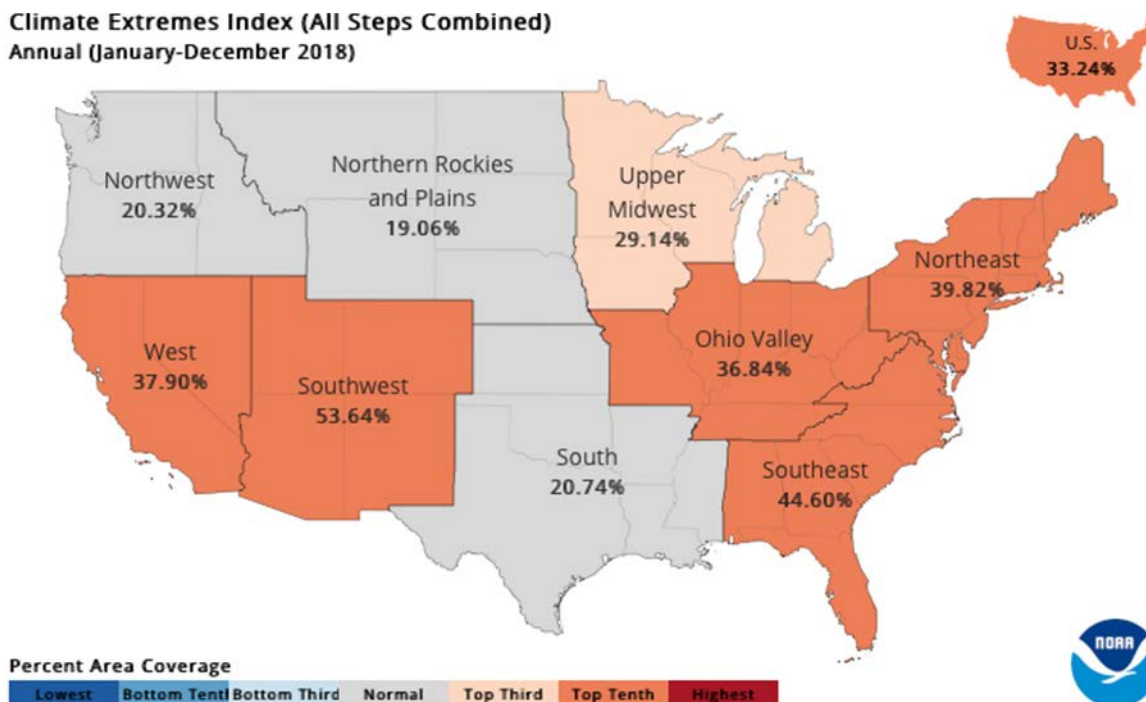 Climate Extremes Index (All Steps Combined)
Annual (January-December 2018)
U.S.
33.24%
Northwest
20.32%
Northern Rockies
and Plains
19.06%
Upper
Midwest
29.14%
Northeast
39.82%
West
37.90%
Southwest
53.64%
Ohio Valley
36.84%
South
20.74%
Southeast
44.60%
NOAA
Percent Area Coverage
Lowest Bottom Tenth Bottom Third Normal Top Third Top Tenth Highest